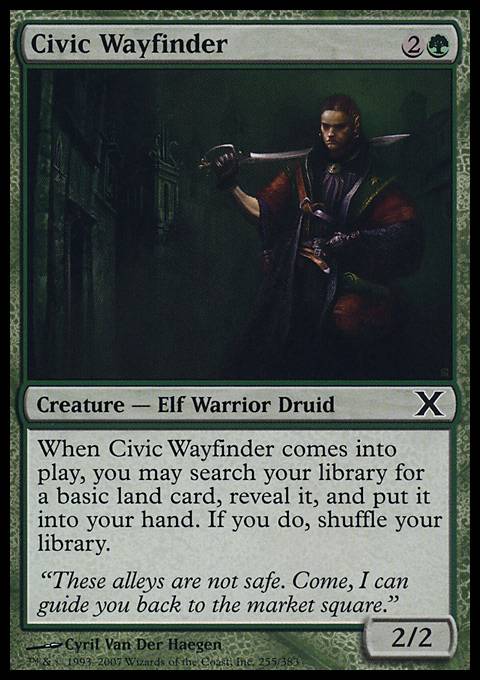 Civic Wayfinder 2
Creature — Elf Warrior Druid X
When Civic Wayfinder comes into
play, you may search your library for
a basic land card, reveal it, and put it
into your hand. If you do, shuffle your
library.
“These alleys are not safe. Come, I can
guide you back to the market square.”
Cyril Van Der Haegen
2/2
™ & © 1993–2007 Wizards of the Coast, Inc. 255/383